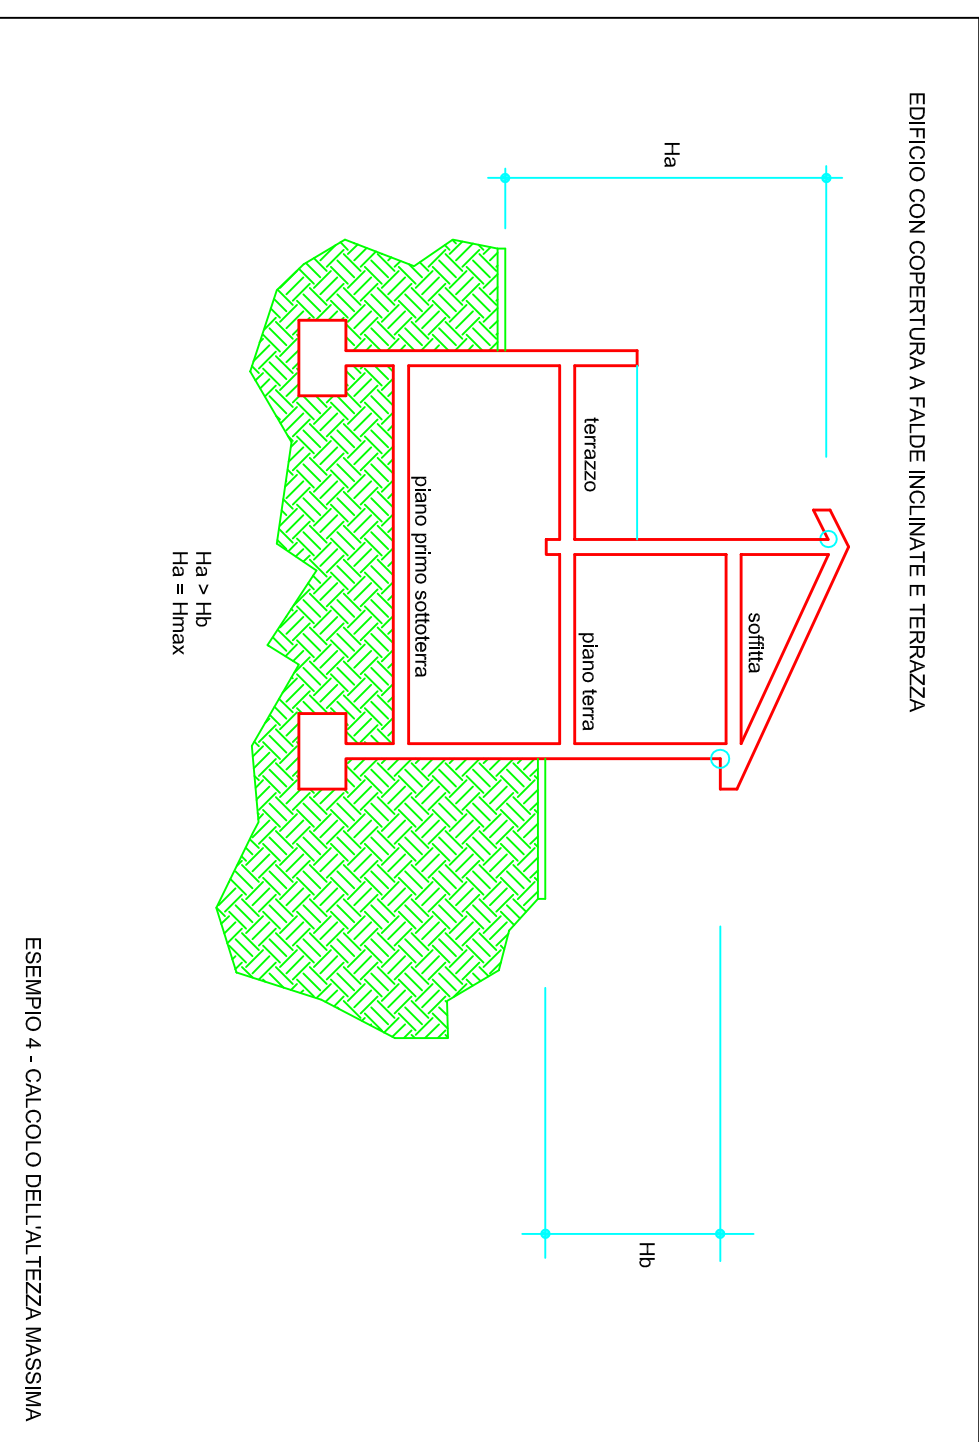 EDIFICIO CON COPERTURA A FALDE INCLINATE E TERRAZZA
Ha
soffitta
terrazzo
piano terra
Hb
piano primo sottoterra
Ha > Hb
Ha = Hmax
ESEMPIO 4 - CALCOLO DELL'ALTEZZA MASSIMA